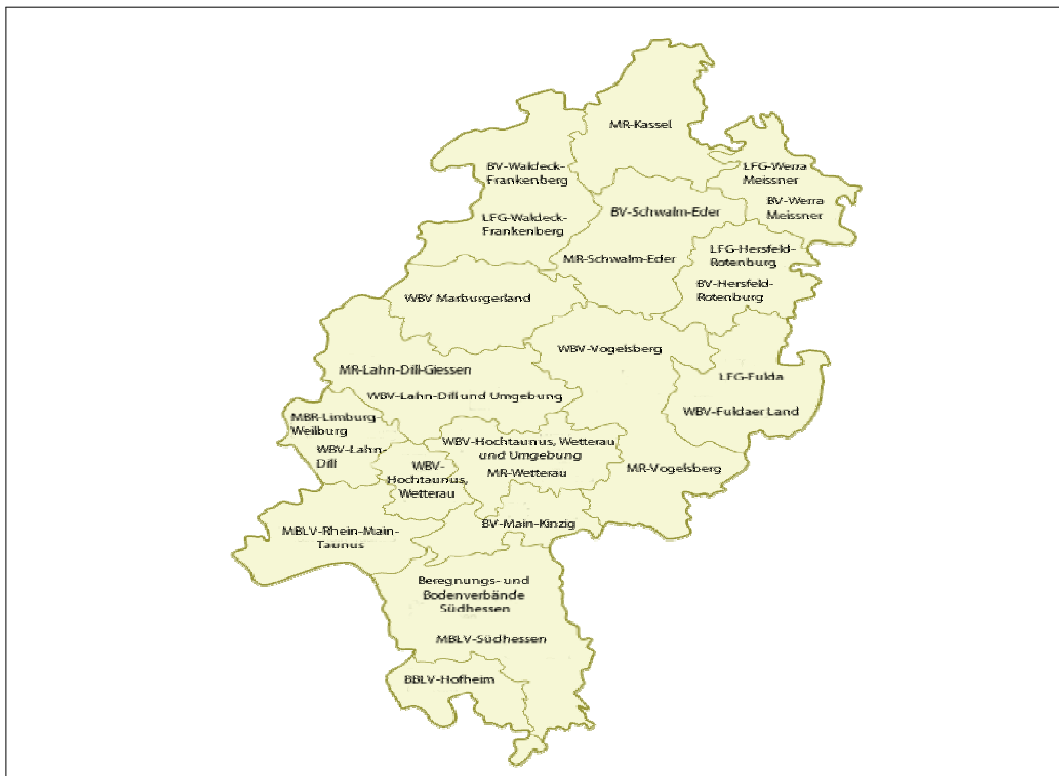 MR-Kassel
BV-Waldeck-
Frankenberg
LFG-Werra
Meissner
BV-Werra
Meissner
LFG-Waldeck-
Frankenberg
BV-Schwalm-Eder
MR-Schwalm-Eder
LFG-Hersfeld-
Rotenburg
BV-Hersfeld-
Rotenburg
WBV Marburgerland
WBV-Vogelsberg
MR-Lahn-Dill-Giessen
LFG-Fulda
WBV-Lahn-Dill und Umgebung
WBV-Fuldaer Land
MBR-Limburg-
Weilburg
WBV-Lahn-
Dill
WBV-Hochtaunus, Wetterau
und Umgebung
MR-Wetterau
WBV-
Hochtaunus,
Wetterau
MR-Vogelsberg
BV-Main-Kinzig
MBLV-Rhein-Main-
Taunus
Beregnungs- und
Bodenverbände
Südhessen
MBLV-Südhessen
BBLV-Hofheim